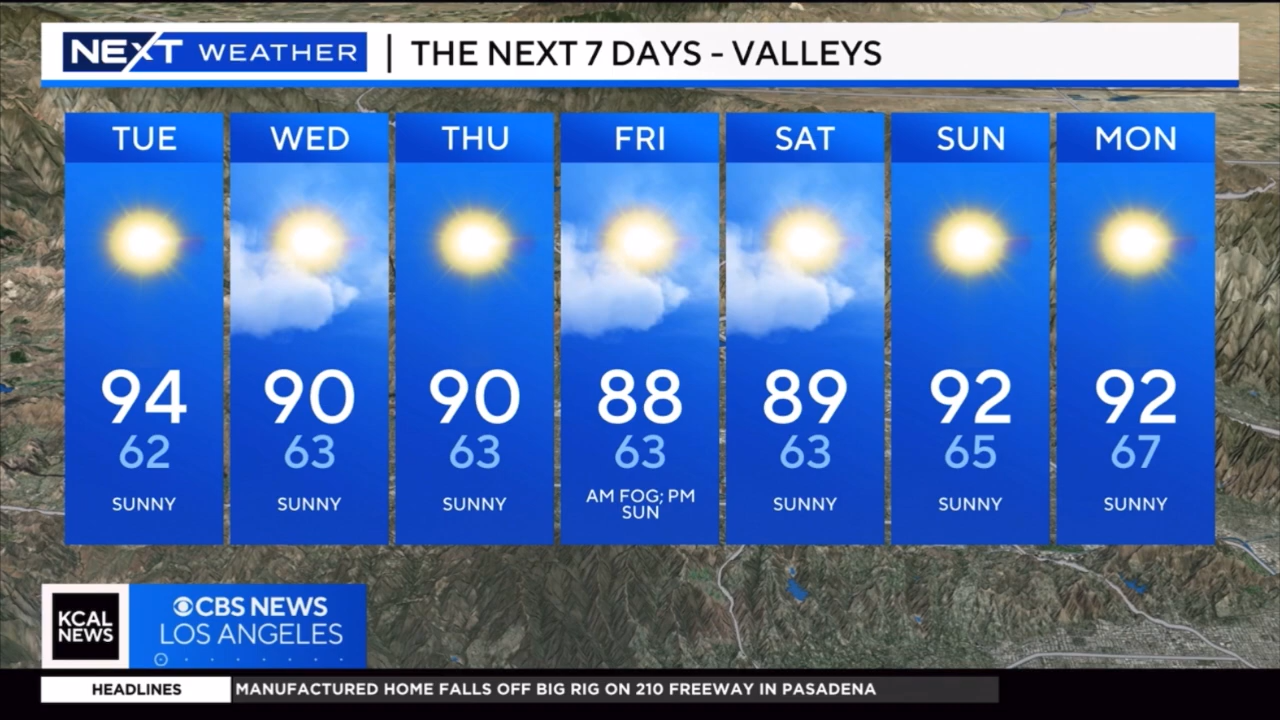 NEXT WEATHER | THE NEXT 7 DAYS - VALLEYS
TUE
94
62
SUNNY
WED
90
63
SUNNY
THU
90
63
SUNNY
FRI
88
63
AM FOG; PM
SUN
SAT
89
63
SUNNY
SUN
92
65
SUNNY
MON
92
67
SUNNY
KCAL
NEWS
CBS NEWS
LOS ANGELES
HEADLINES
MANUFACTURED HOME FALLS OFF BIG RIG ON 210 FREEWAY IN PASADENA